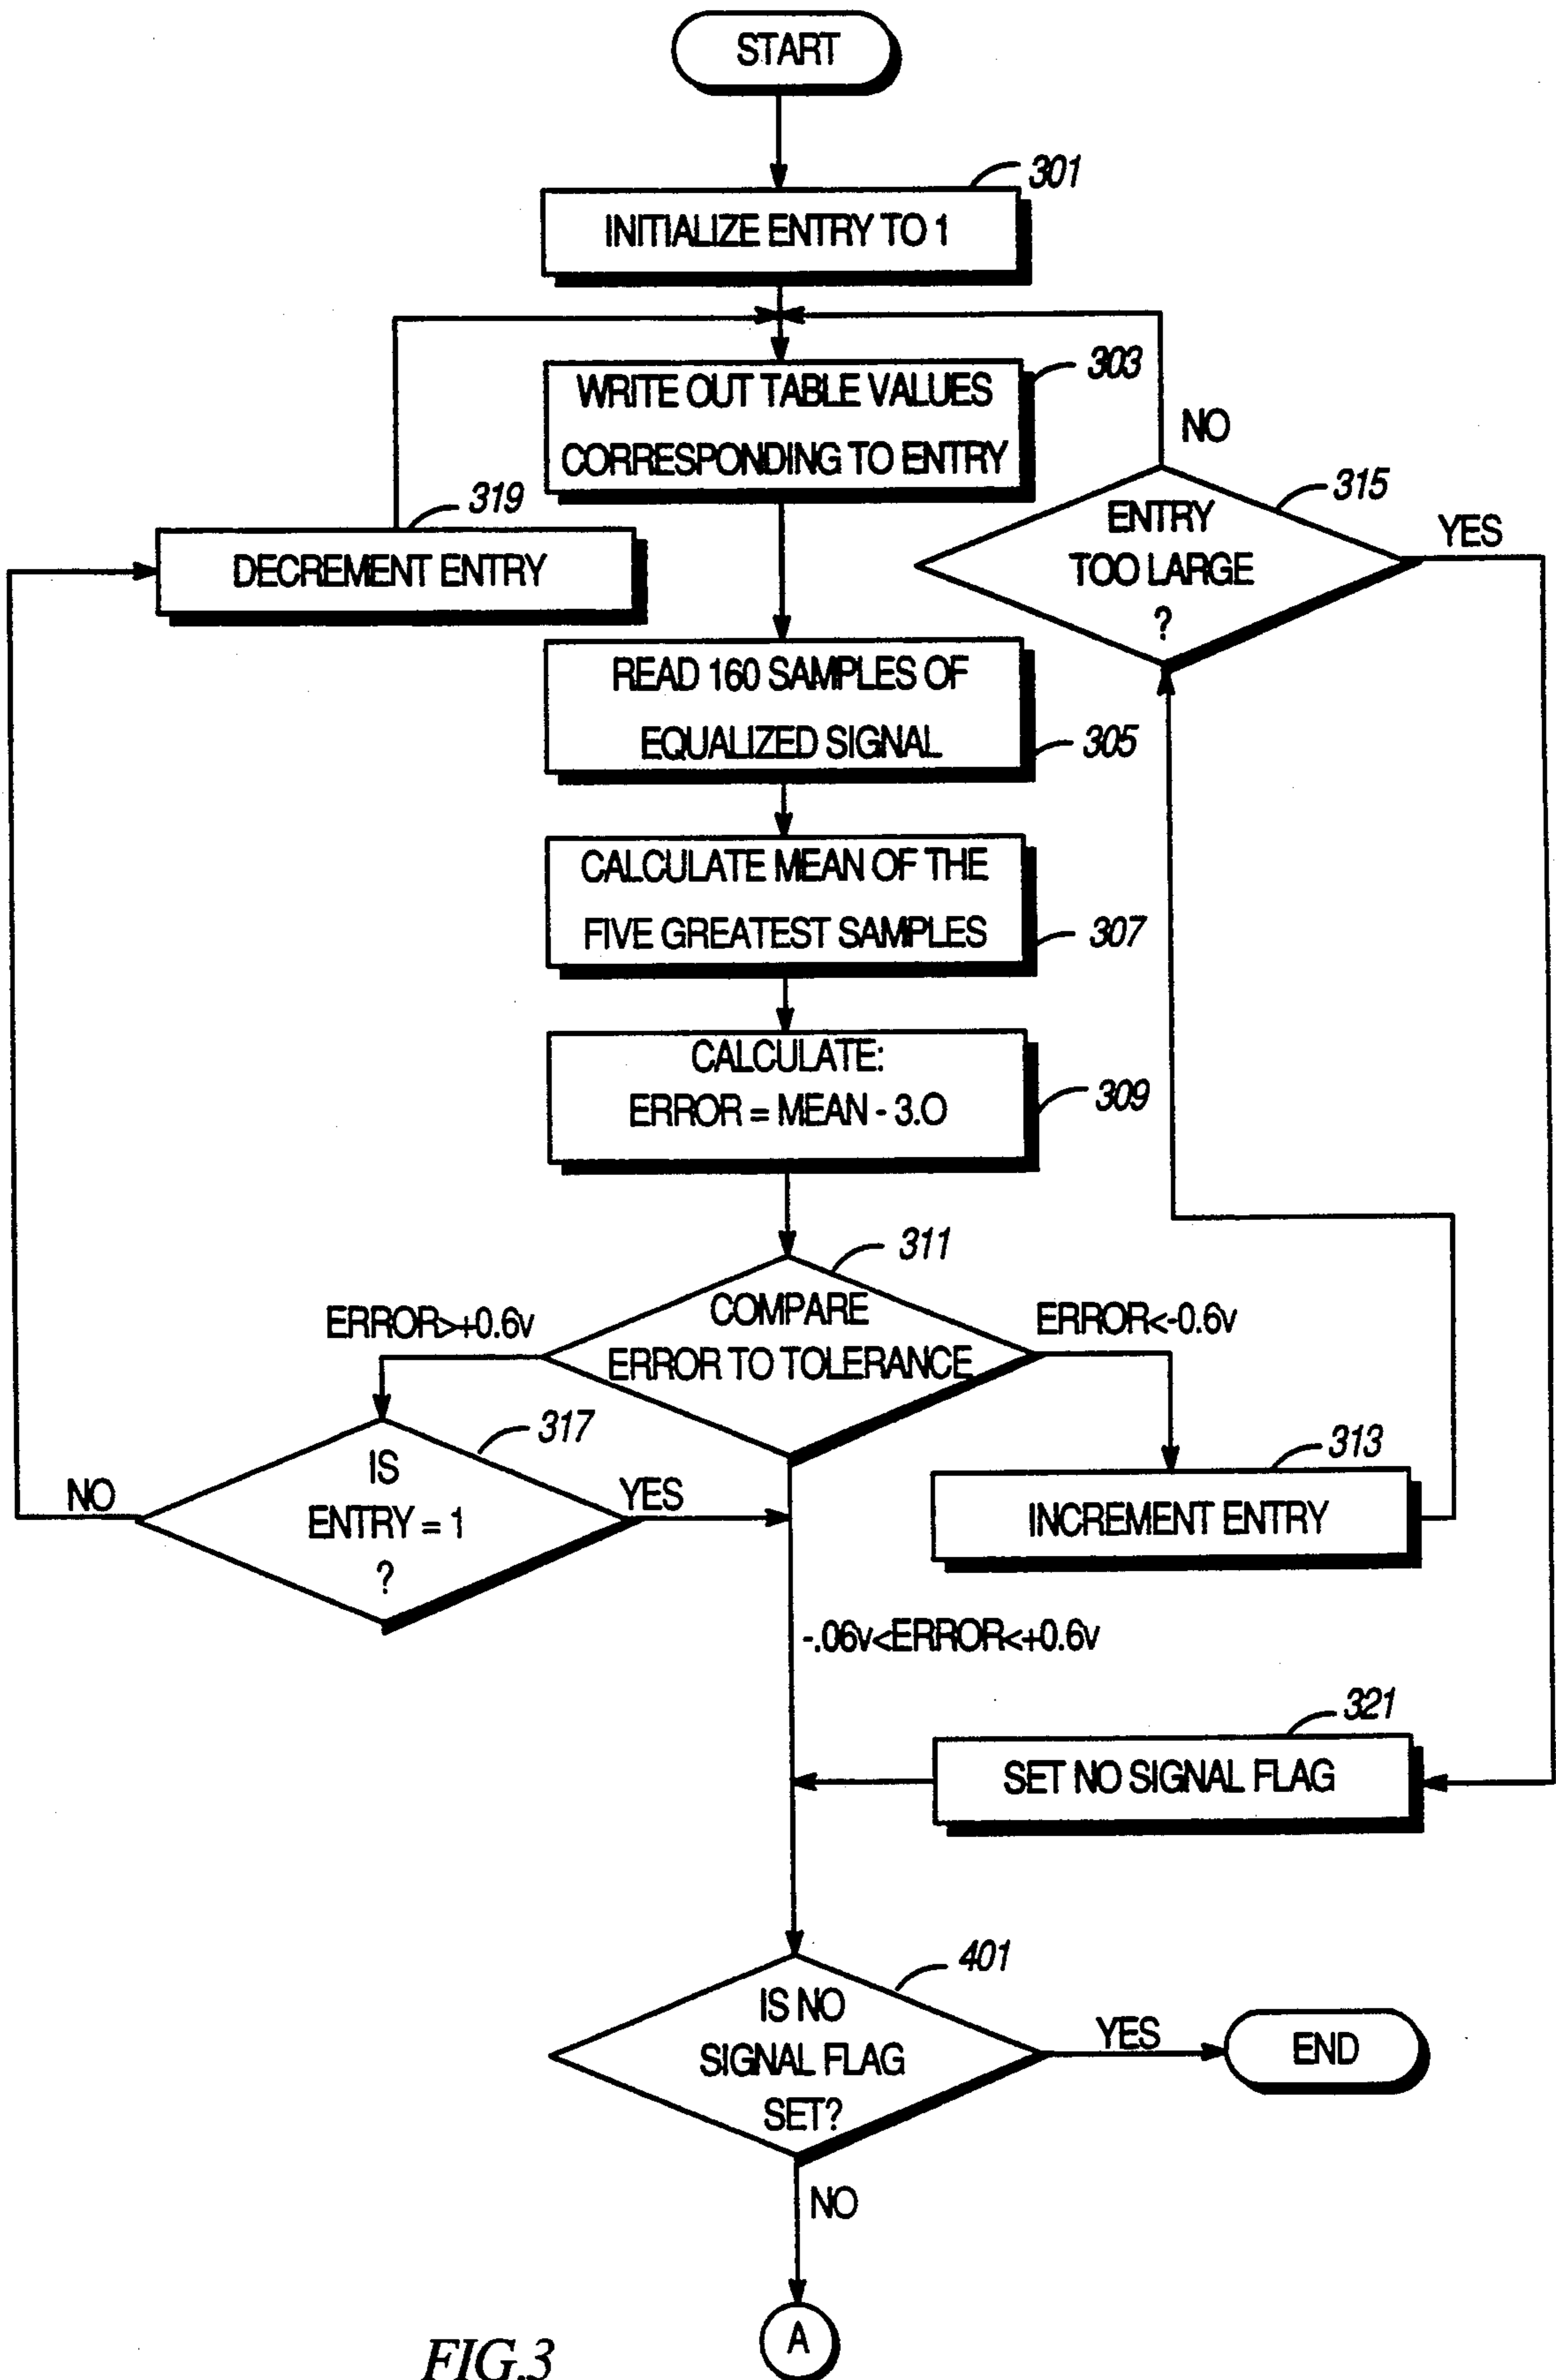 START
301
INITIALIZE ENTRY TO 1
303
WRITE OUT TABLE VALUES
CORRESPONDING TO ENTRY
NO
315
ENTRY
TOO LARGE
?
YES
319
DECREMENT ENTRY
READ 160 SAMPLES OF
EQUALIZED SIGNAL
305
CALCULATE MEAN OF THE
FIVE GREATEST SAMPLES
307
CALCULATE:
ERROR = MEAN - 3.O
309
311
COMPARE
ERROR TO TOLERANCE
ERROR>+0.6v
ERROR<-0.6v
317
IS
ENTRY = 1
?
NO
YES
313
INCREMENT ENTRY
-.06v<ERROR<+0.6v
321
SET NO SIGNAL FLAG
401
IS NO
SIGNAL FLAG
SET?
YES
END
NO
A
FIG.3